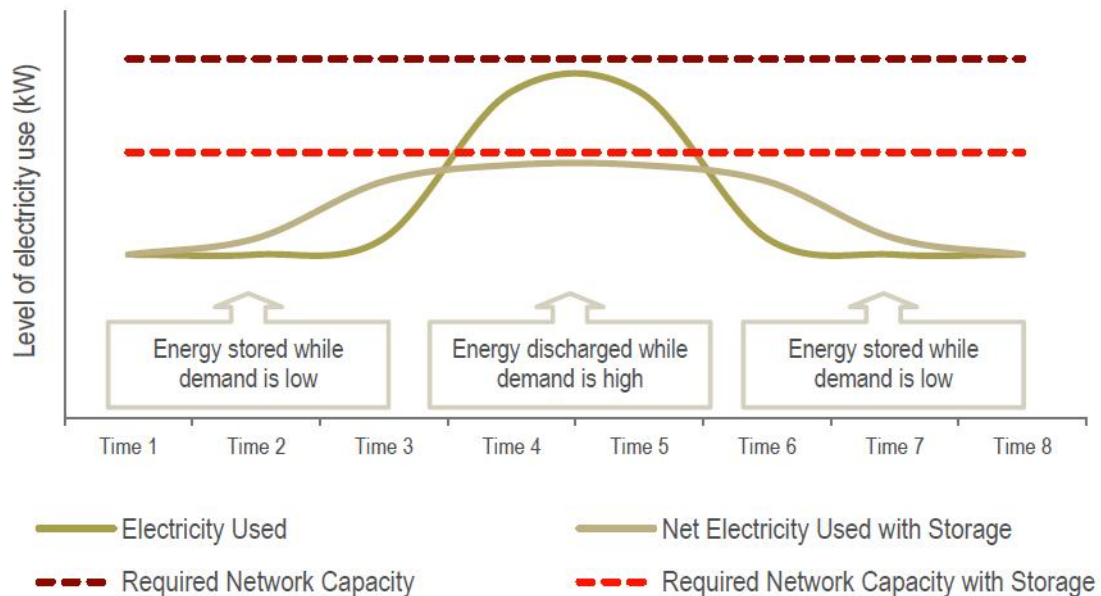 Level of electricity use (kW)
Energy stored while
demand is low
Energy discharged while
demand is high
Energy stored while
demand is low
Time 1
Time 2
Time 3
Time 4
Time 5
Time 6
Time 7
Time 8
Electricity Used
Net Electricity Used with Storage
Required Network Capacity
Required Network Capacity with Storage